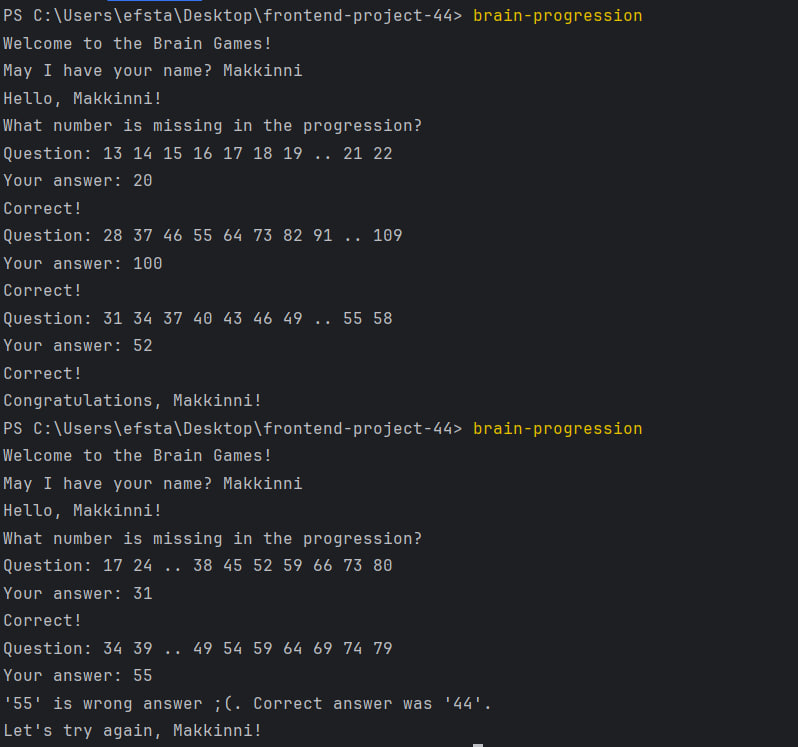 PS C:\Users\efsta\Desktop\frontend-project-44> brain-progression
Welcome to the Brain Games!
May I have your name? Makkinni
Hello, Makkinni!
What number is missing in the progression?
Question: 13 14 15 16 17 18 19 .. 21 22
Your answer: 20
Correct!
Question: 28 37 46 55 64 73 82 91 .. 109
Your answer: 100
Correct!
Question: 31 34 37 40 43 46 49 .. 55 58
Your answer: 52
Correct!
Congratulations, Makkinni!
PS C:\Users\efsta\Desktop\frontend-project-44> brain-progression
Welcome to the Brain Games!
May I have your name? Makkinni
Hello, Makkinni!
What number is missing in the progression?
Question: 17 24 .. 38 45 52 59 66 73 80
Your answer: 31
Correct!
Question: 34 39 .. 49 54 59 64 69 74 79
Your answer: 55
'55' is wrong answer ;(. Correct answer was '44'.
Let's try again, Makkinni!